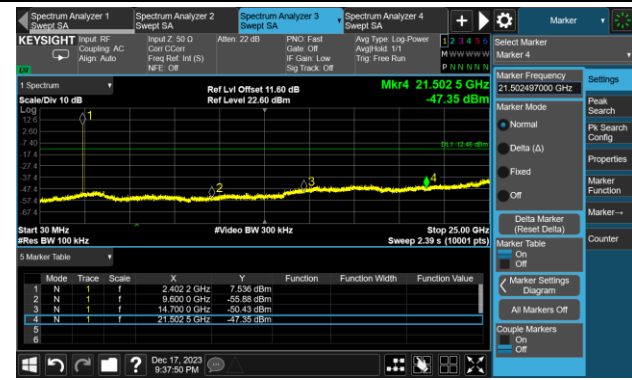 Spectrum Analyzer 1
Swept SA
Spectrum Analyzer 2
Swept SA
Spectrum Analyzer 3
Swept SA
Spectrum Analyzer 4
Swept SA
Marker
KEYSIGHT
Input: RF
Coupling: AC
Align: Auto
Input Z: 50 Ω
Corr CCorr
Freq Ref: Int (S)
NFE: Off
Atten: 22 dB
PNO: Fast
Gate: Off
IF Gain: Low
Sig Track: Off
Avg Type: Log-Power
Avg|Hold: 1/1
Trig: Free Run
1 2 3 4 5 6
M W W W W W
P N N N N N
Select Marker
Marker 4
1 Spectrum
Scale/Div 10 dB
Log
Ref Lvl Offset 11.60 dB
Ref Level 22.60 dBm
Mkr4 21.502 5 GHz
-47.35 dBm
12.6
2.60
-7.40
-17.4
-27.4
-37.4
-47.4
-57.4
-67.4
1
2
3
4
DL1 -12.46 dBm
Start 30 MHz
#Res BW 100 kHz
#Video BW 300 kHz
Stop 25.00 GHz
Sweep 2.39 s (10001 pts)
5 Marker Table
Mode Trace Scale X Y Function Function Width Function Value
1 N 1 f 2.402 2 GHz 7.536 dBm
2 N 1 f 9.600 0 GHz -55.88 dBm
3 N 1 f 14.700 0 GHz -50.43 dBm
4 N 1 f 21.502 5 GHz -47.35 dBm
5
6
Marker Frequency
21.502497000 GHz
Marker Mode
Normal
Delta (Δ)
Fixed
Off
Delta Marker
(Reset Delta)
Marker Table
On
Off
Marker Settings
Diagram
All Markers Off
Couple Markers
On
Off
Settings
Peak
Search
Pk Search
Config
Properties
Marker
Function
Marker→
Counter
?
Dec 17, 2023
9:37:50 PM